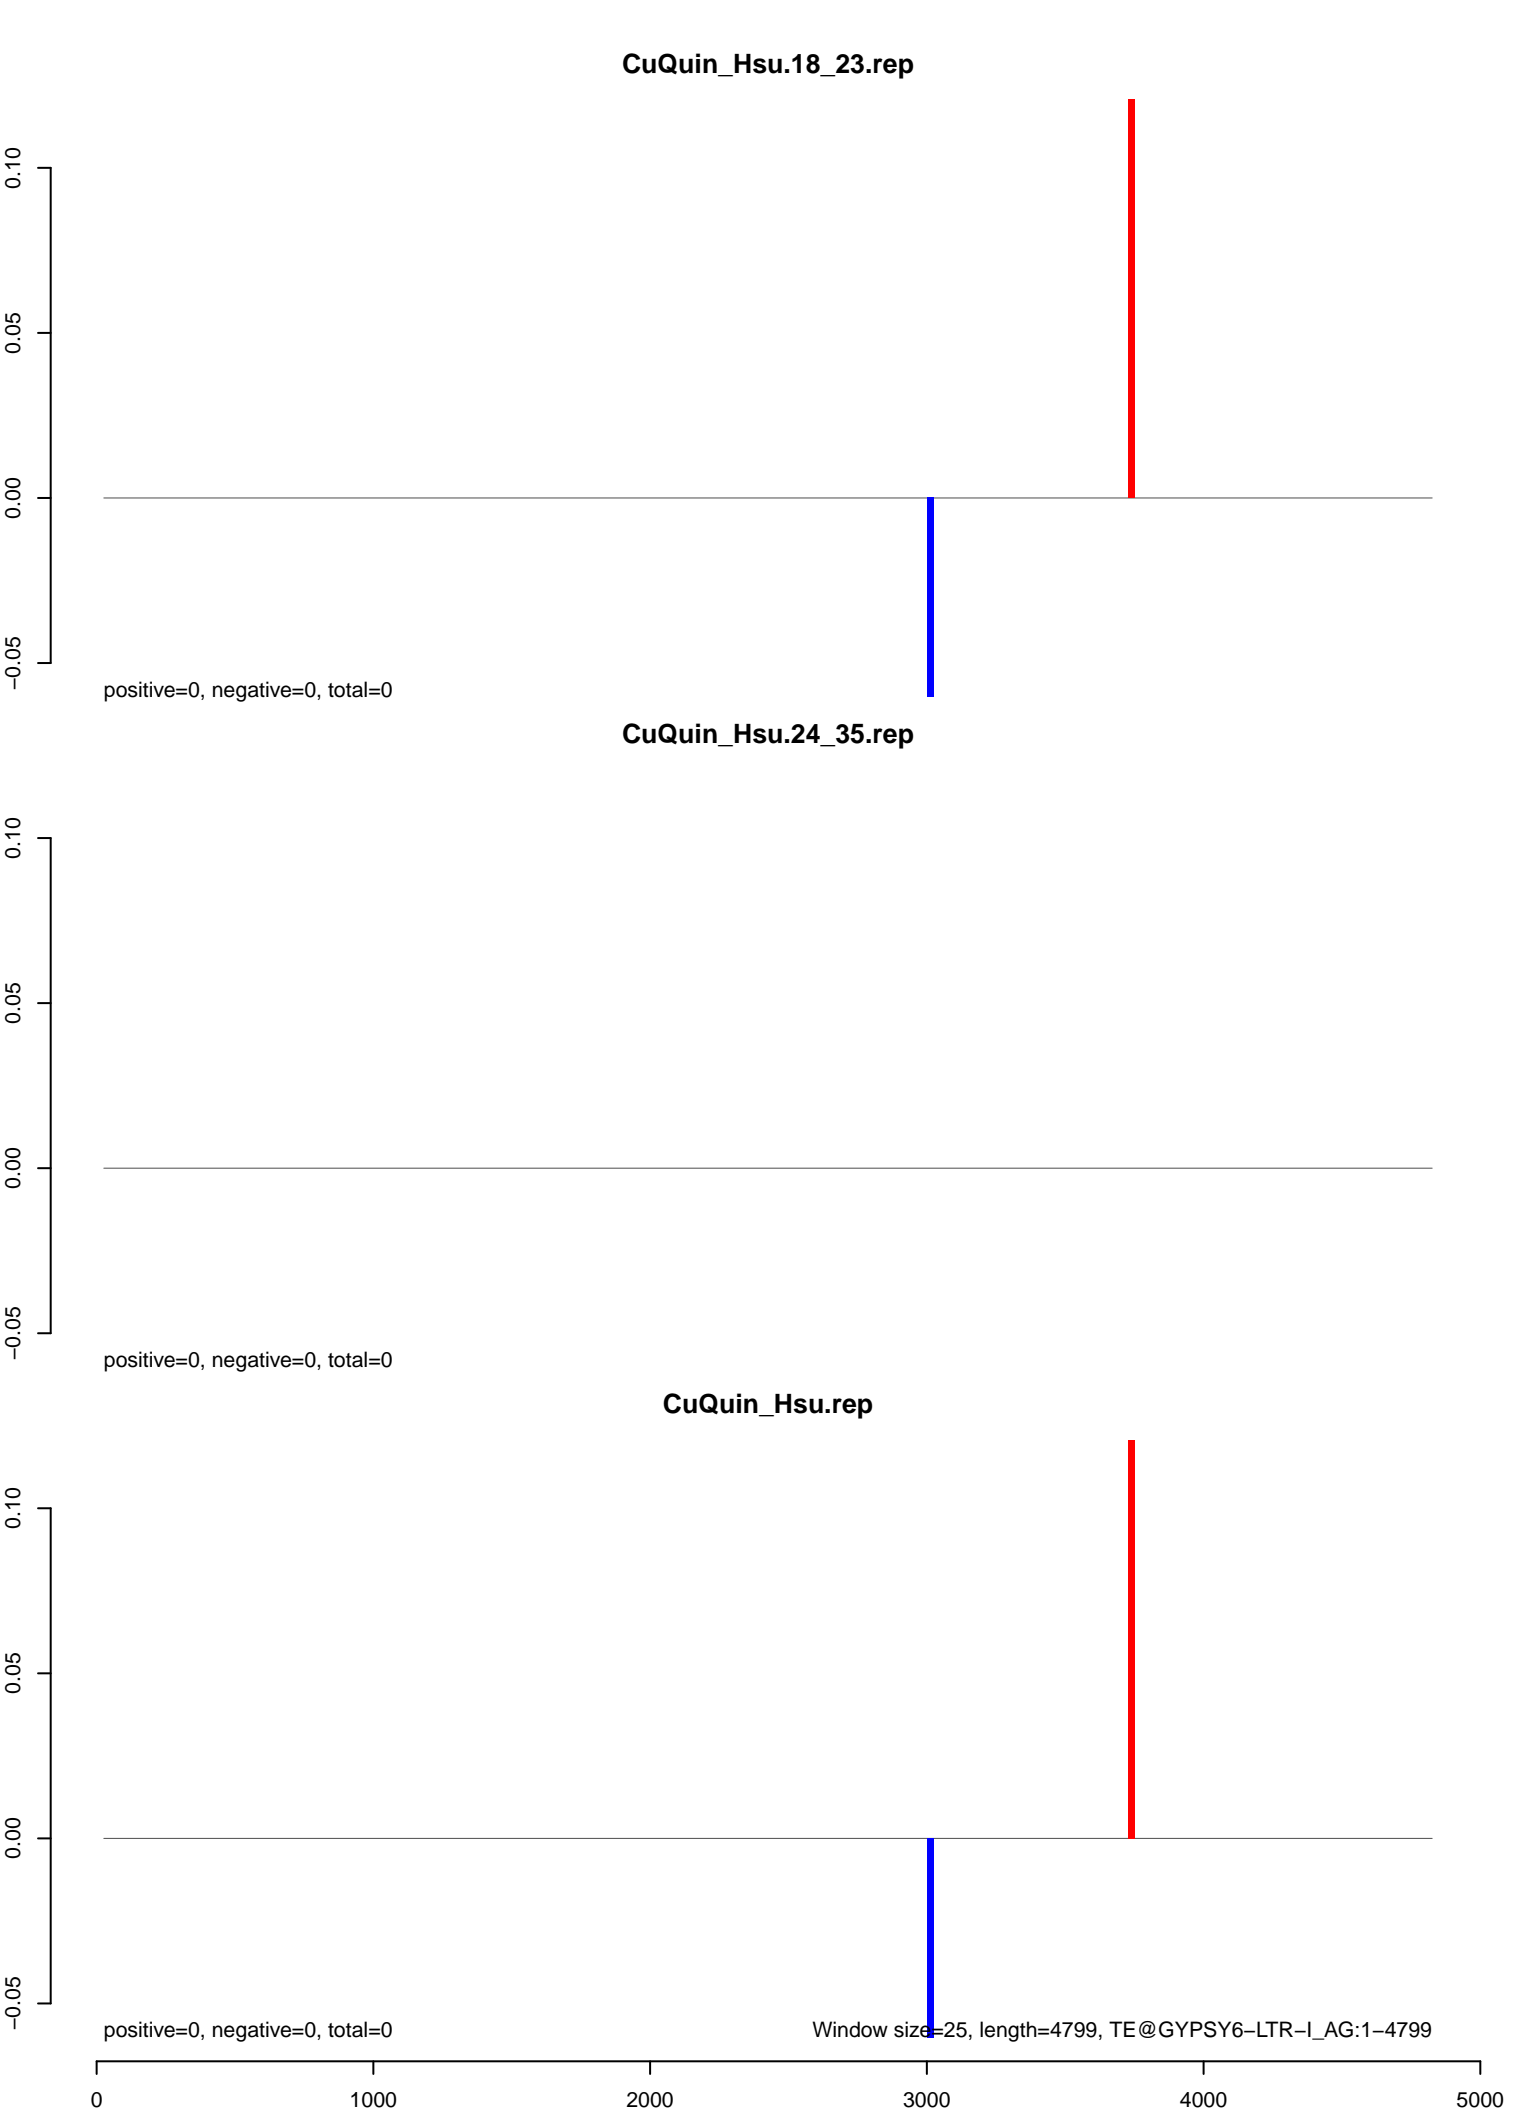 CuQuin_Hsu.18_23.rep
0.10
0.05
0.00
−0.05
positive=0, negative=0, total=0
CuQuin_Hsu.24_35.rep
0.10
0.05
0.00
−0.05
positive=0, negative=0, total=0
CuQuin_Hsu.rep
0.10
0.05
0.00
−0.05
positive=0, negative=0, total=0
Window size=25, length=4799, TE@GYPSY6−LTR−I_AG:1−4799
0 1000 2000 3000 4000 5000